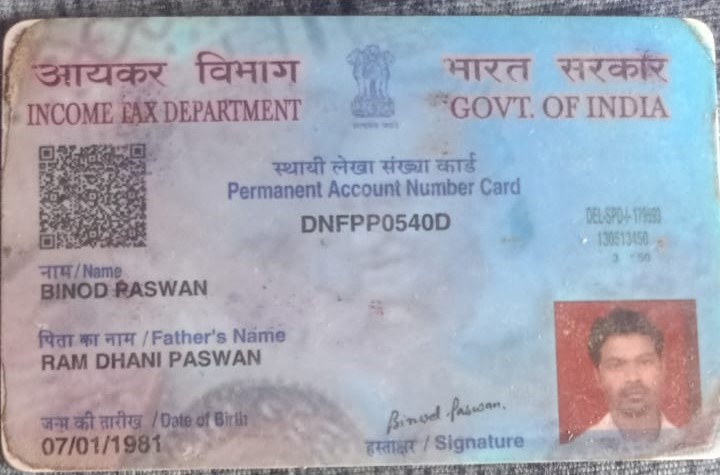 आयकर विभाग
INCOME TAX DEPARTMENT
भारत सरकार
GOVT. OF INDIA
स्थायी लेखा संख्या कार्ड
Permanent Account Number Card
DNFPP0540D
नाम / Name
BINOD PASWAN
पिता का नाम / Father's Name
RAM DHANI PASWAN
जन्म की तारीख / Date of Birth
07/01/1981
Binod Paswan.
हस्ताक्षर / Signature